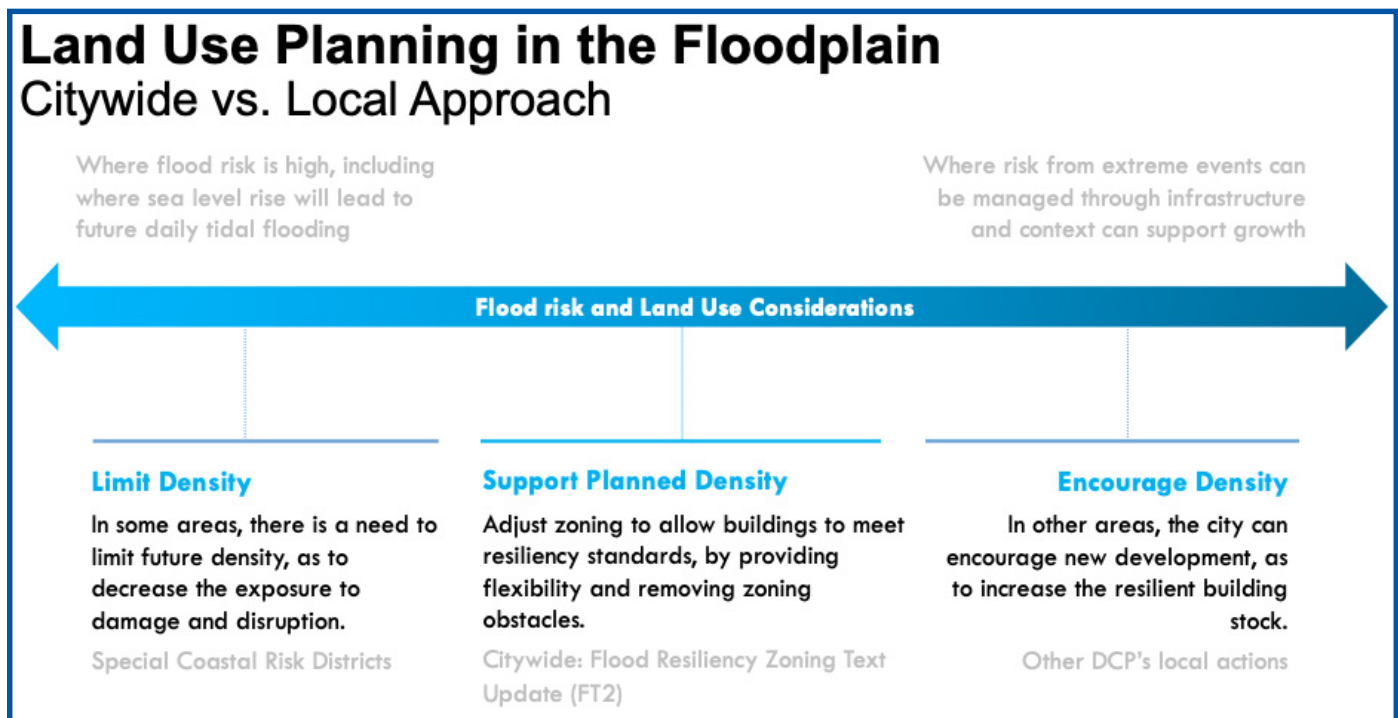 Land Use Planning in the Floodplain
Citywide vs. Local Approach
Where flood risk is high, including
where sea level rise will lead to
future daily tidal flooding
Where risk from extreme events can
be managed through infrastructure
and context can support growth
Flood risk and Land Use Considerations
Limit Density
In some areas, there is a need to
limit future density, as to
decrease the exposure to
damage and disruption.
Special Coastal Risk Districts
Support Planned Density
Adjust zoning to allow buildings to meet
resiliency standards, by providing
flexibility and removing zoning
obstacles.
Citywide: Flood Resiliency Zoning Text
Update (FT2)
Encourage Density
In other areas, the city can
encourage new development, as
to increase the resilient building
stock.
Other DCP's local actions